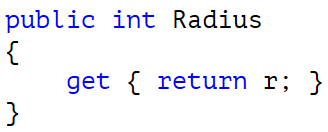 public int Radius
{
    get { return r; }
}